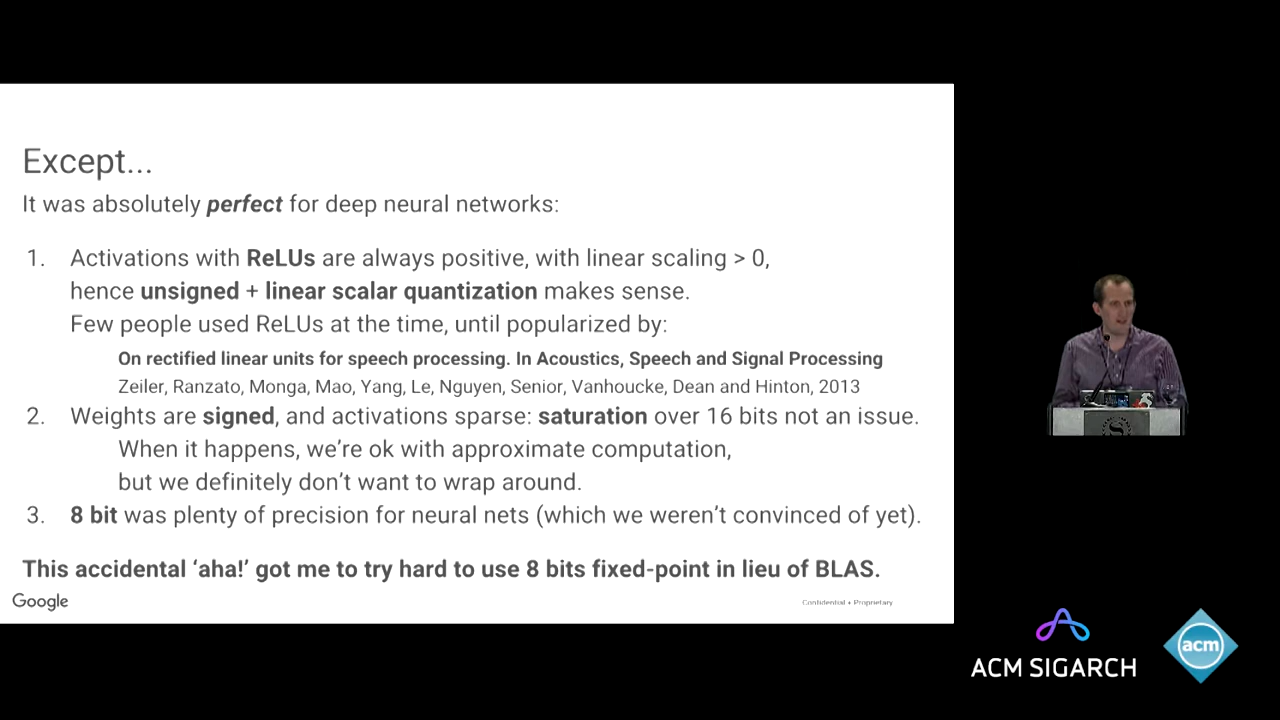 Except...
It was absolutely perfect for deep neural networks:
1. Activations with ReLUs are always positive, with linear scaling > 0,
hence unsigned + linear scalar quantization makes sense.
Few people used ReLUs at the time, until popularized by:
On rectified linear units for speech processing. In Acoustics, Speech and Signal Processing
Zeiler, Ranzato, Monga, Mao, Yang, Le, Nguyen, Senior, Vanhoucke, Dean and Hinton, 2013
2. Weights are signed, and activations sparse: saturation over 16 bits not an issue.
When it happens, we're ok with approximate computation,
but we definitely don't want to wrap around.
3. 8 bit was plenty of precision for neural nets (which we weren't convinced of yet).
This accidental 'aha!' got me to try hard to use 8 bits fixed-point in lieu of BLAS.
Google
Confidential + Proprietary
S
ACM SIGARCH
acm